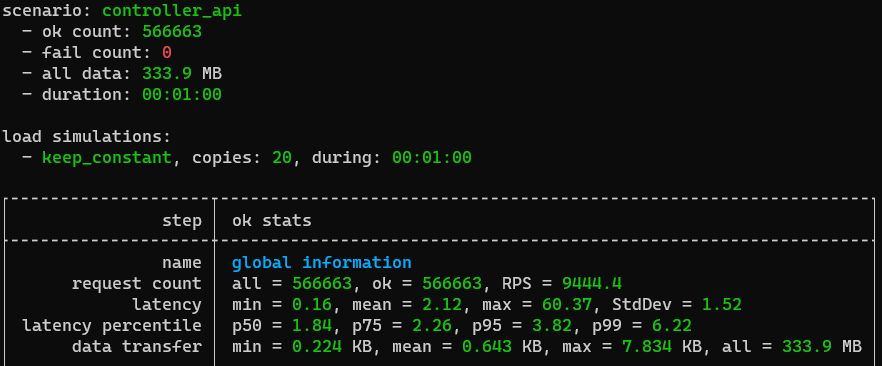 scenario: controller_api
- ok count: 566663
- fail count: 0
- all data: 333.9 MB
- duration: 00:01:00
load simulations:
- keep_constant, copies: 20, during: 00:01:00
step ok stats
name global information
request count all = 566663, ok = 566663, RPS = 9444.4
latency min = 0.16, mean = 2.12, max = 60.37, StdDev = 1.52
latency percentile p50 = 1.84, p75 = 2.26, p95 = 3.82, p99 = 6.22
data transfer min = 0.224 KB, mean = 0.643 KB, max = 7.834 KB, all = 333.9 MB